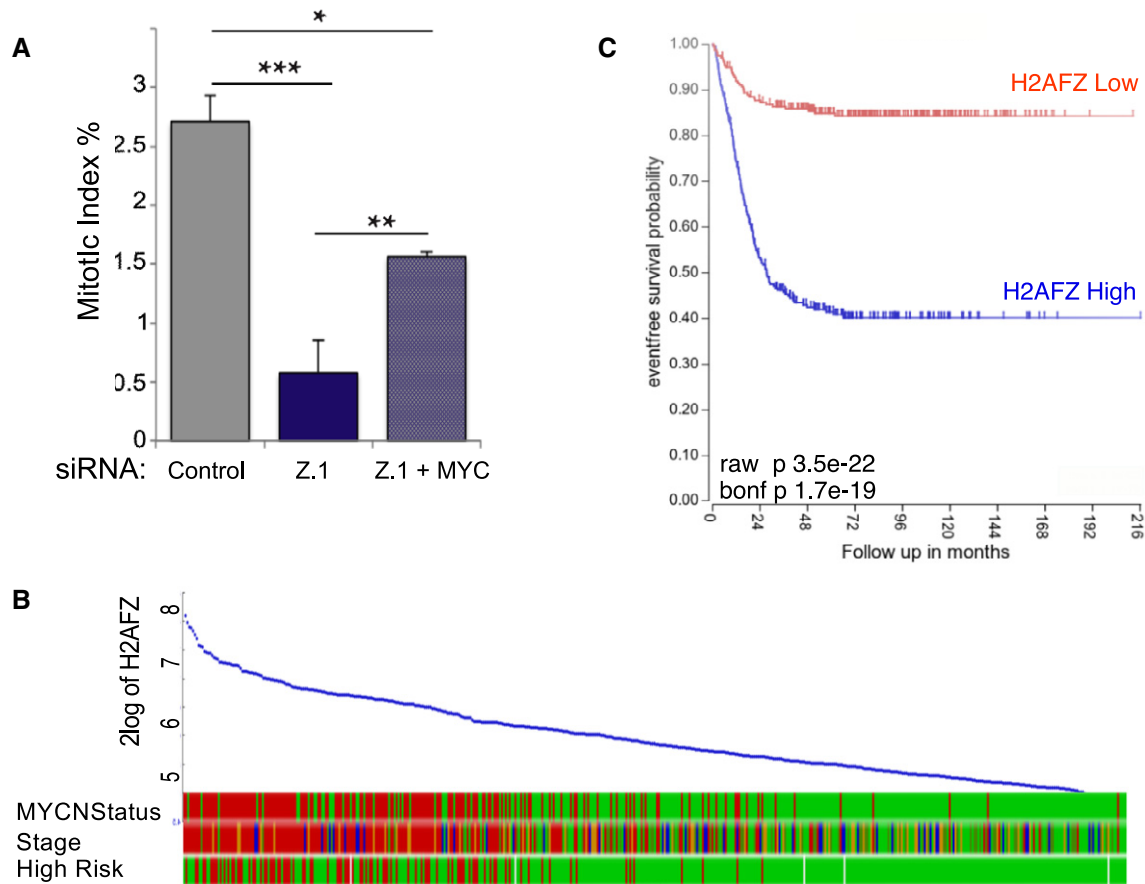 A
*
***
**
Mitotic Index %
3
2.5
2
1.5
1
0.5
0
siRNA: Control Z.1 Z.1 + MYC
C
1.00
0.90
0.80
0.70
0.60
0.50
0.40
0.30
0.20
0.10
0.00
eventfree survival probability
H2AFZ Low
H2AFZ High
raw p 3.5e-22
bonf p 1.7e-19
0 24 48 72 96 120 144 168 192 216
Follow up in months
B
2log of H2AFZ
8
7
6
5
MYCNStatus
Stage
High Risk